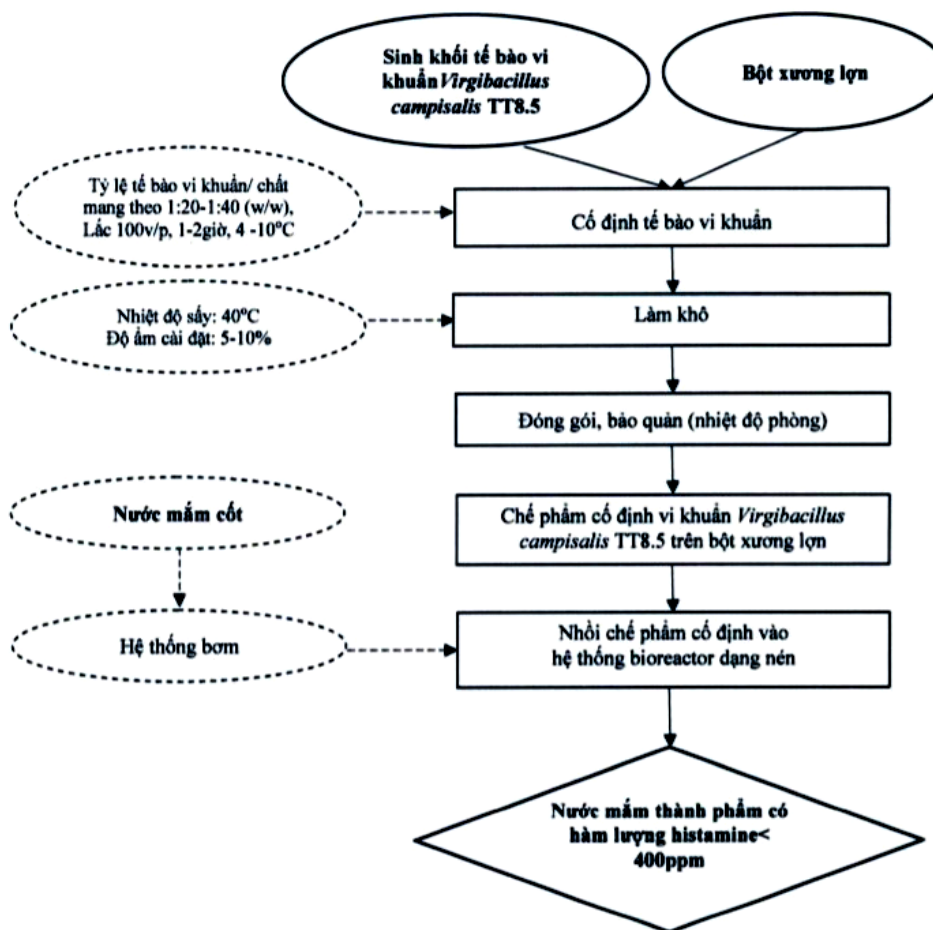 Sinh khối tế bào vi
khuẩn Virgibacillus
campisalis TT8.5
Bột xương lợn
Tỷ lệ tế bào vi khuẩn/ chất
mang theo 1:20-1:40 (w/w),
Lắc 100v/p, 1-2giờ, 4 -10°C
Cố định tế bào vi khuẩn
Nhiệt độ sấy: 40°C
Độ ẩm cài đặt: 5-10%
Làm khô
Đóng gói, bảo quản (nhiệt độ phòng)
Nước mắm cốt
Chế phẩm cố định vi khuẩn Virgibacillus
campisalis TT8.5 trên bột xương lợn
Hệ thống bơm
Nhồi chế phẩm cố định vào
hệ thống bioreactor dạng nén
Nước mắm thành phẩm có
hàm lượng histamine<
400ppm